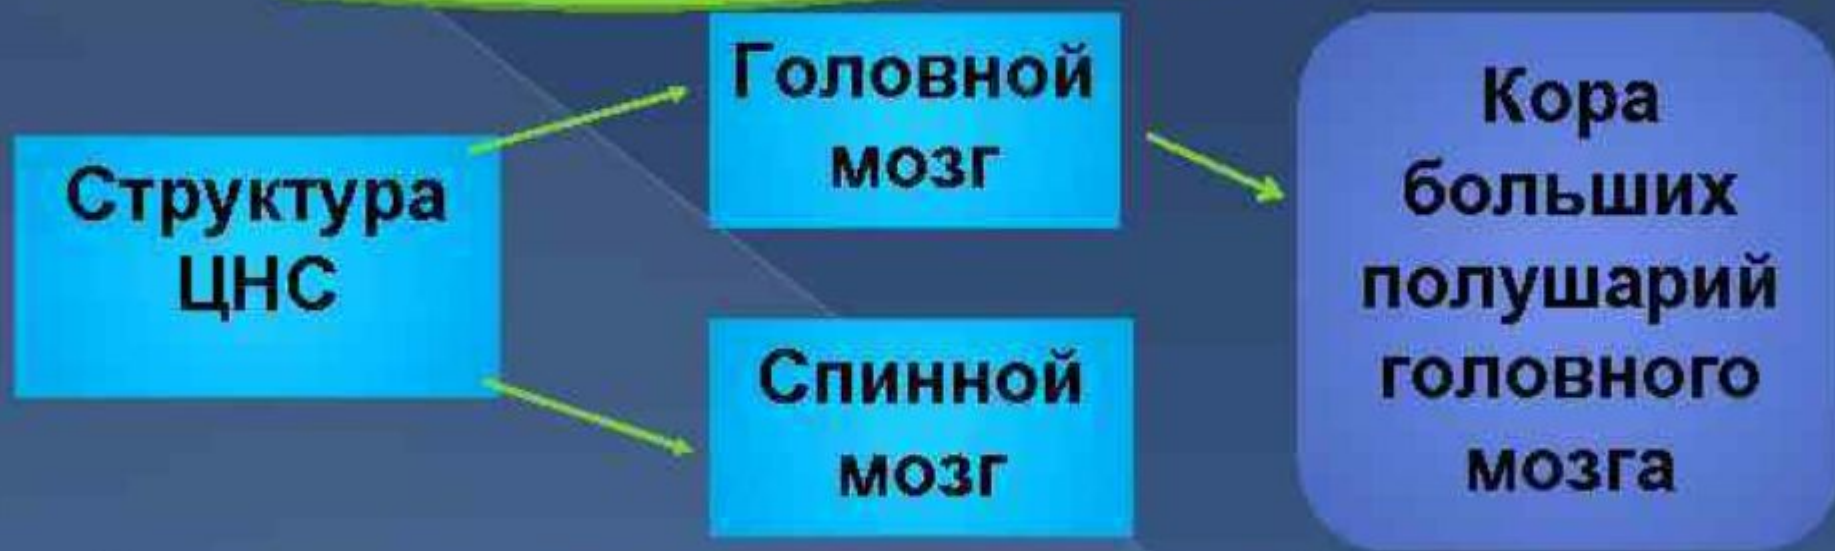 Структура
ЦНС
Головной
мозг
Спинной
мозг
Кора
больших
полушарий
головного
мозга